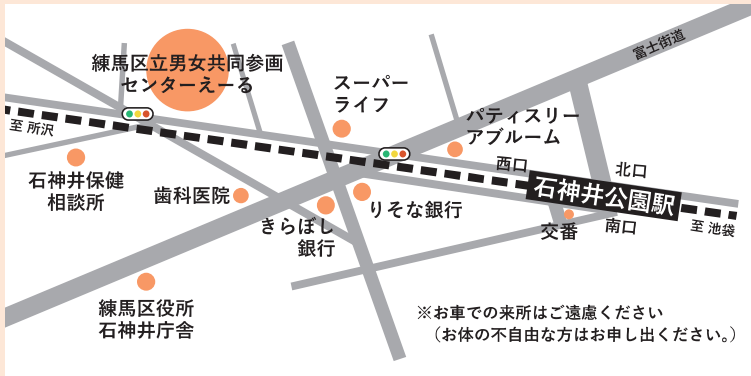 富士街道
練馬区立男女共同参画
センターえーる
スーパー
ライフ
パティスリー
アブルーム
至 所沢
西口
北口
石神井公園駅
石神井保健
相談所
歯科医院
りそな銀行
きらぼし
銀行
交番
南口
至 池袋
練馬区役所
石神井庁舎
※お車での来所はご遠慮ください
（お体の不自由な方はお申し出ください。）